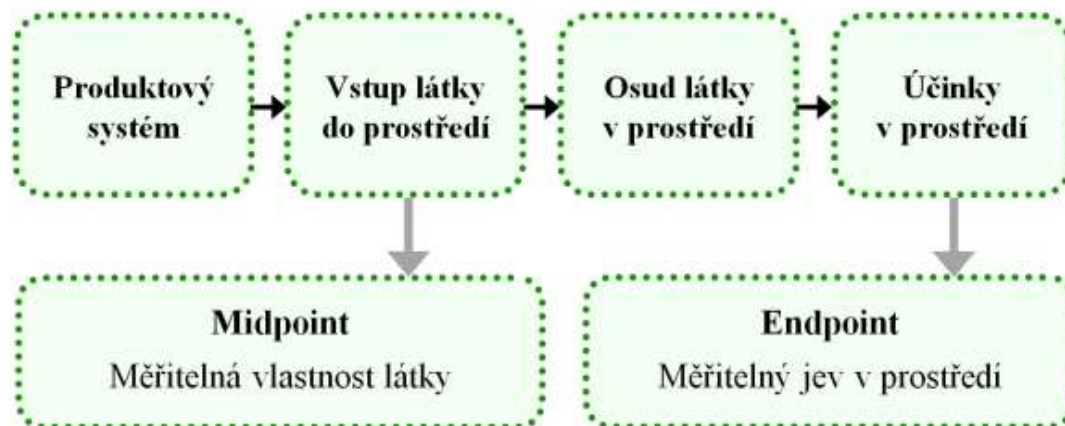 Produktový
systém
Vstup látky
do prostředí
Osud látky
v prostředí
Účinky
v prostředí
Midpoint
Měřitelná vlastnost látky
Endpoint
Měřitelný jev v prostředí